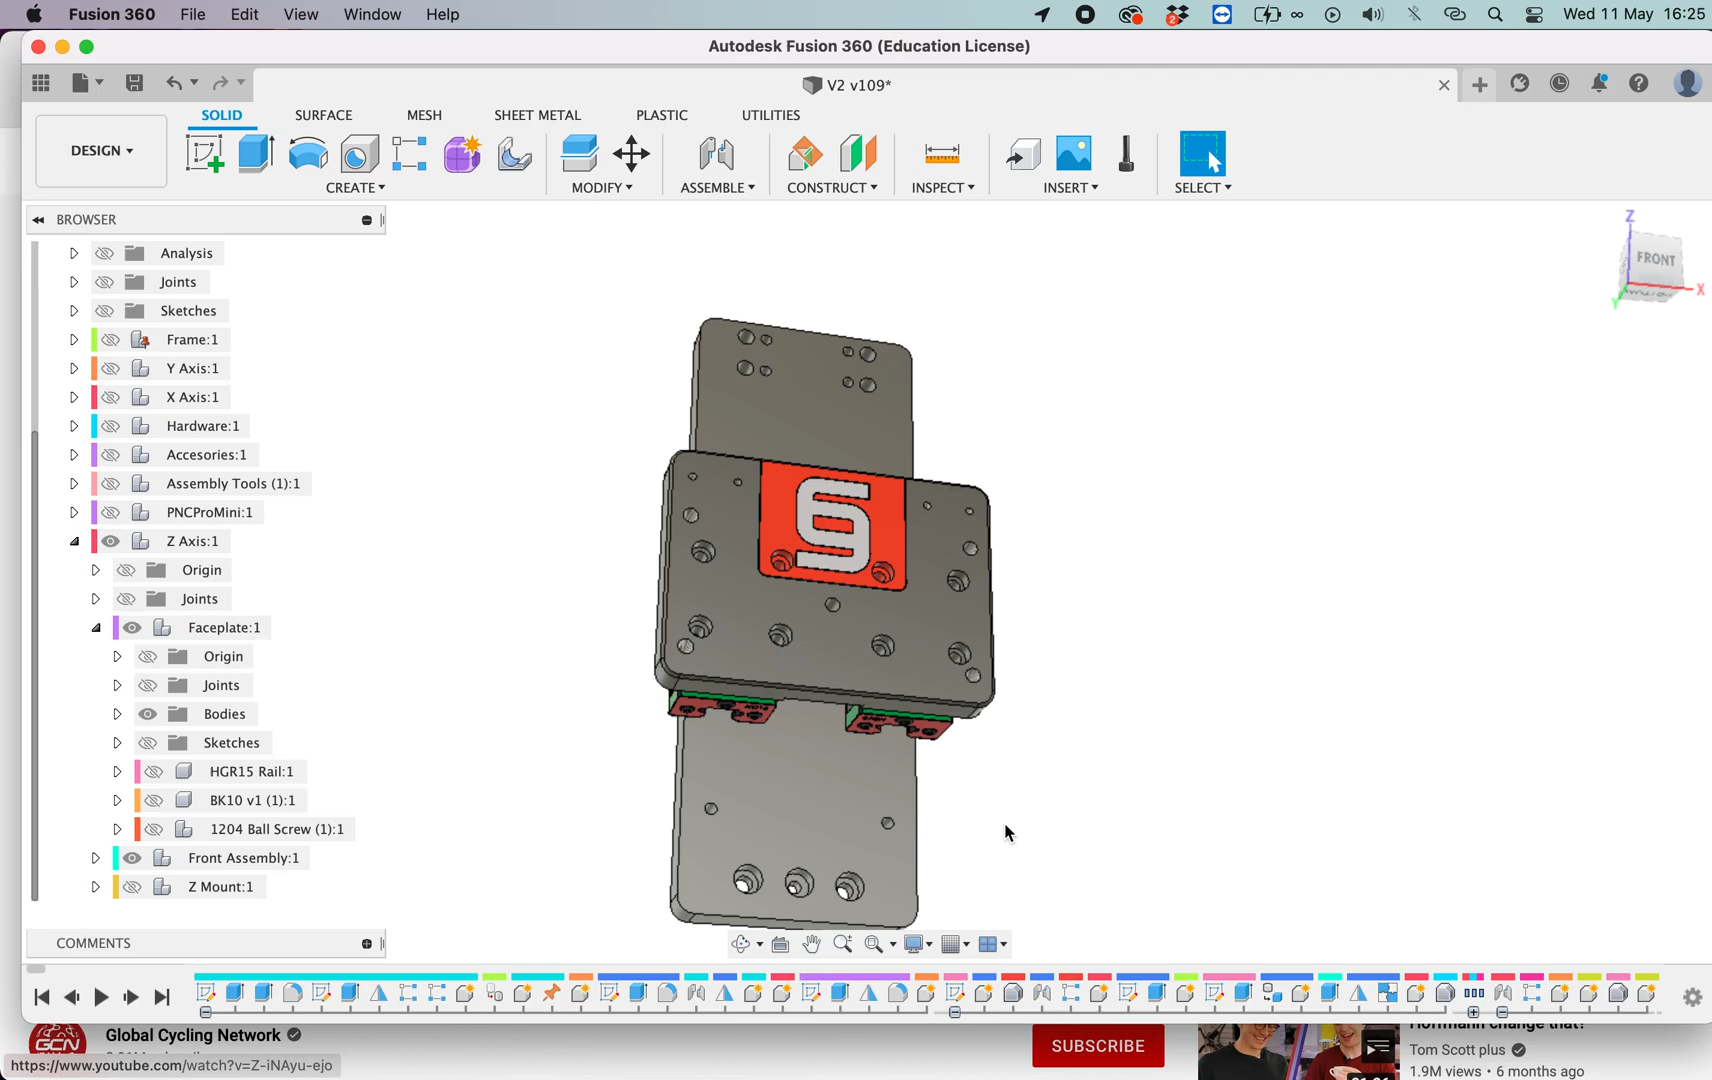 Fusion 360 File Edit View Window Help
2
Wed 11 May 16:25
Autodesk Fusion 360 (Education License)
V2 v109*
SOLID SURFACE MESH SHEET METAL PLASTIC UTILITIES
DESIGN
CREATE MODIFY ASSEMBLE CONSTRUCT INSPECT INSERT SELECT
BROWSER
Z
FRONT
X
Y
Analysis
Joints
Sketches
Frame:1
Y Axis:1
X Axis:1
Hardware:1
Accesories:1
Assembly Tools (1):1
PNCProMini:1
Z Axis:1
Origin
Joints
Faceplate:1
Origin
Joints
Bodies
Sketches
HGR15 Rail:1
BK10 v1 (1):1
1204 Ball Screw (1):1
Front Assembly:1
Z Mount:1
COMMENTS
GCN
Global Cycling Network
SUBSCRIBE
Hoffmann change that?
Tom Scott plus
1.9M views • 6 months ago
https://www.youtube.com/watch?v=Z-iNAyu-ejo